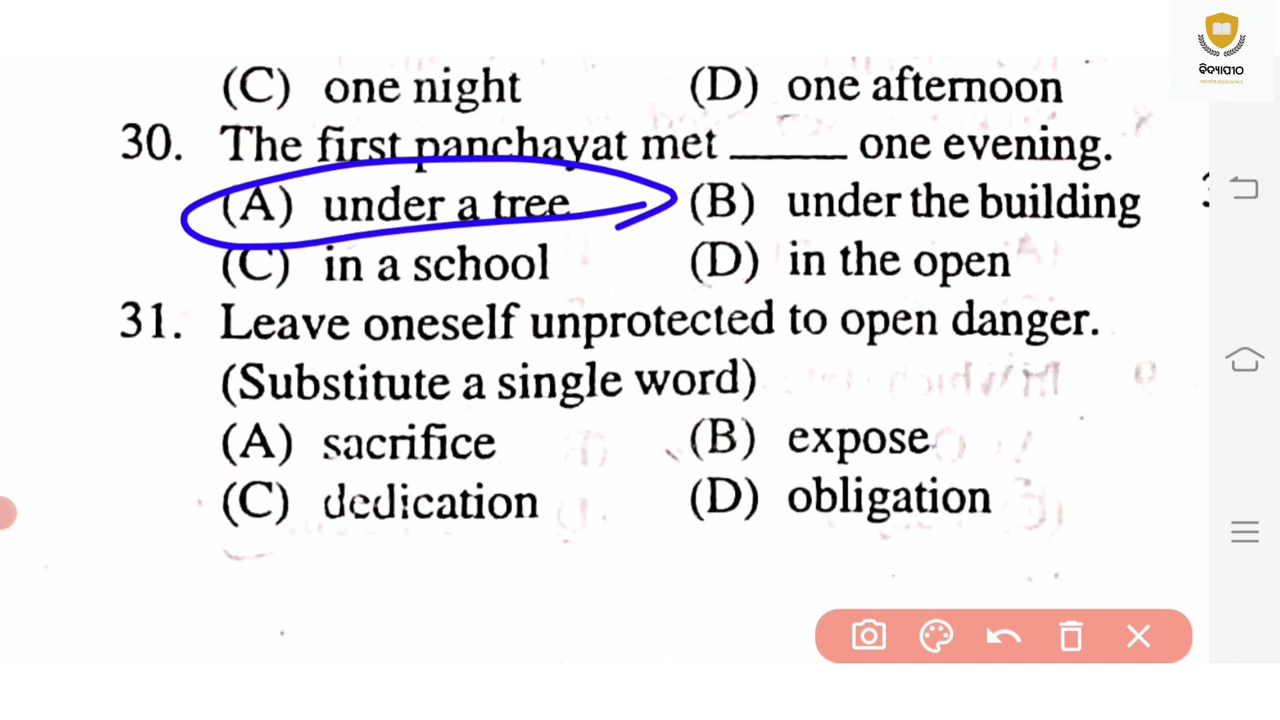 ବିଦ୍ୟାପୀଠ
(C) one night (D) one afternoon
30. The first panchayat met _____ one evening.
(A) under a tree (B) under the building
(C) in a school (D) in the open
31. Leave oneself unprotected to open danger.
(Substitute a single word)
(A) sacrifice (B) expose
(C) dedication (D) obligation